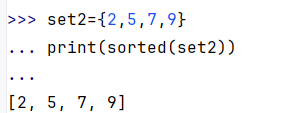 >>> set2={2,5,7,9}
... print(sorted(set2))
...
[2, 5, 7, 9]